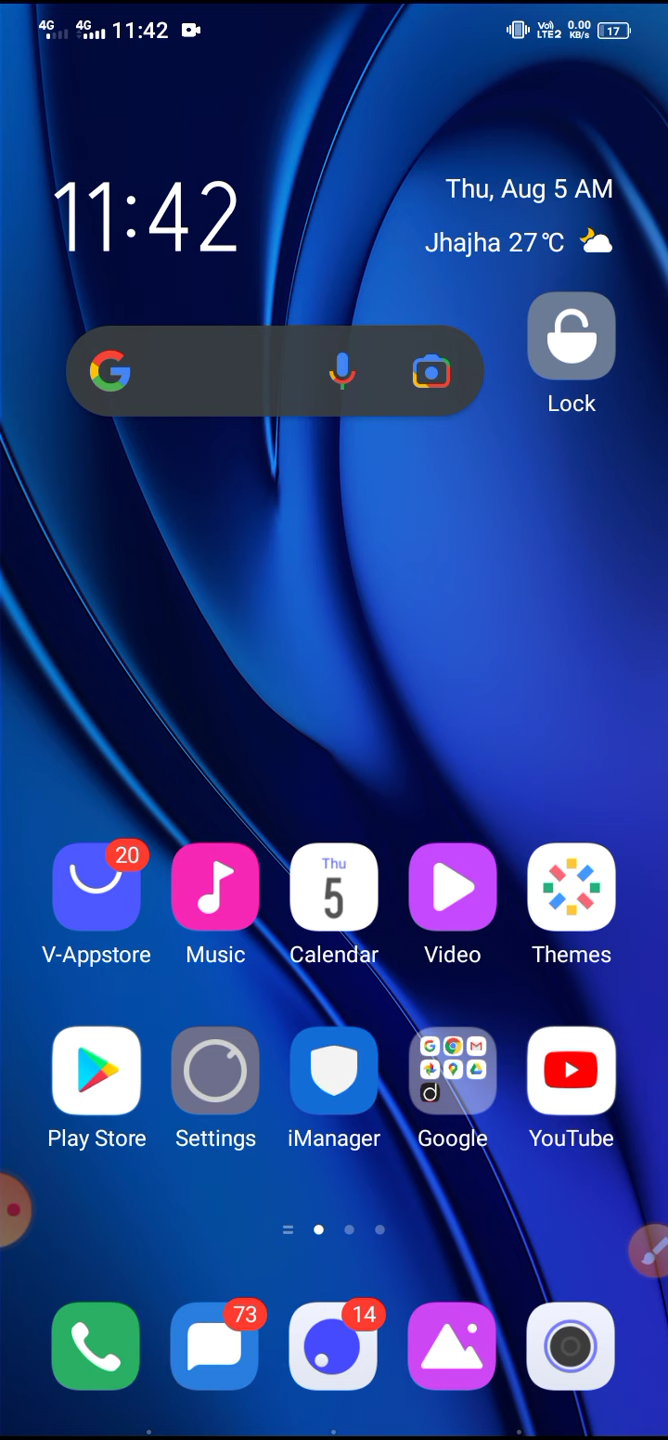 4G 4G 11:42 Vo) LTE2 0.00 KB/s 17
11:42
Thu, Aug 5 AM
Jhajha 27°C
Lock
20
Thu
5
V-Appstore Music Calendar Video Themes
Play Store Settings iManager Google YouTube
73 14